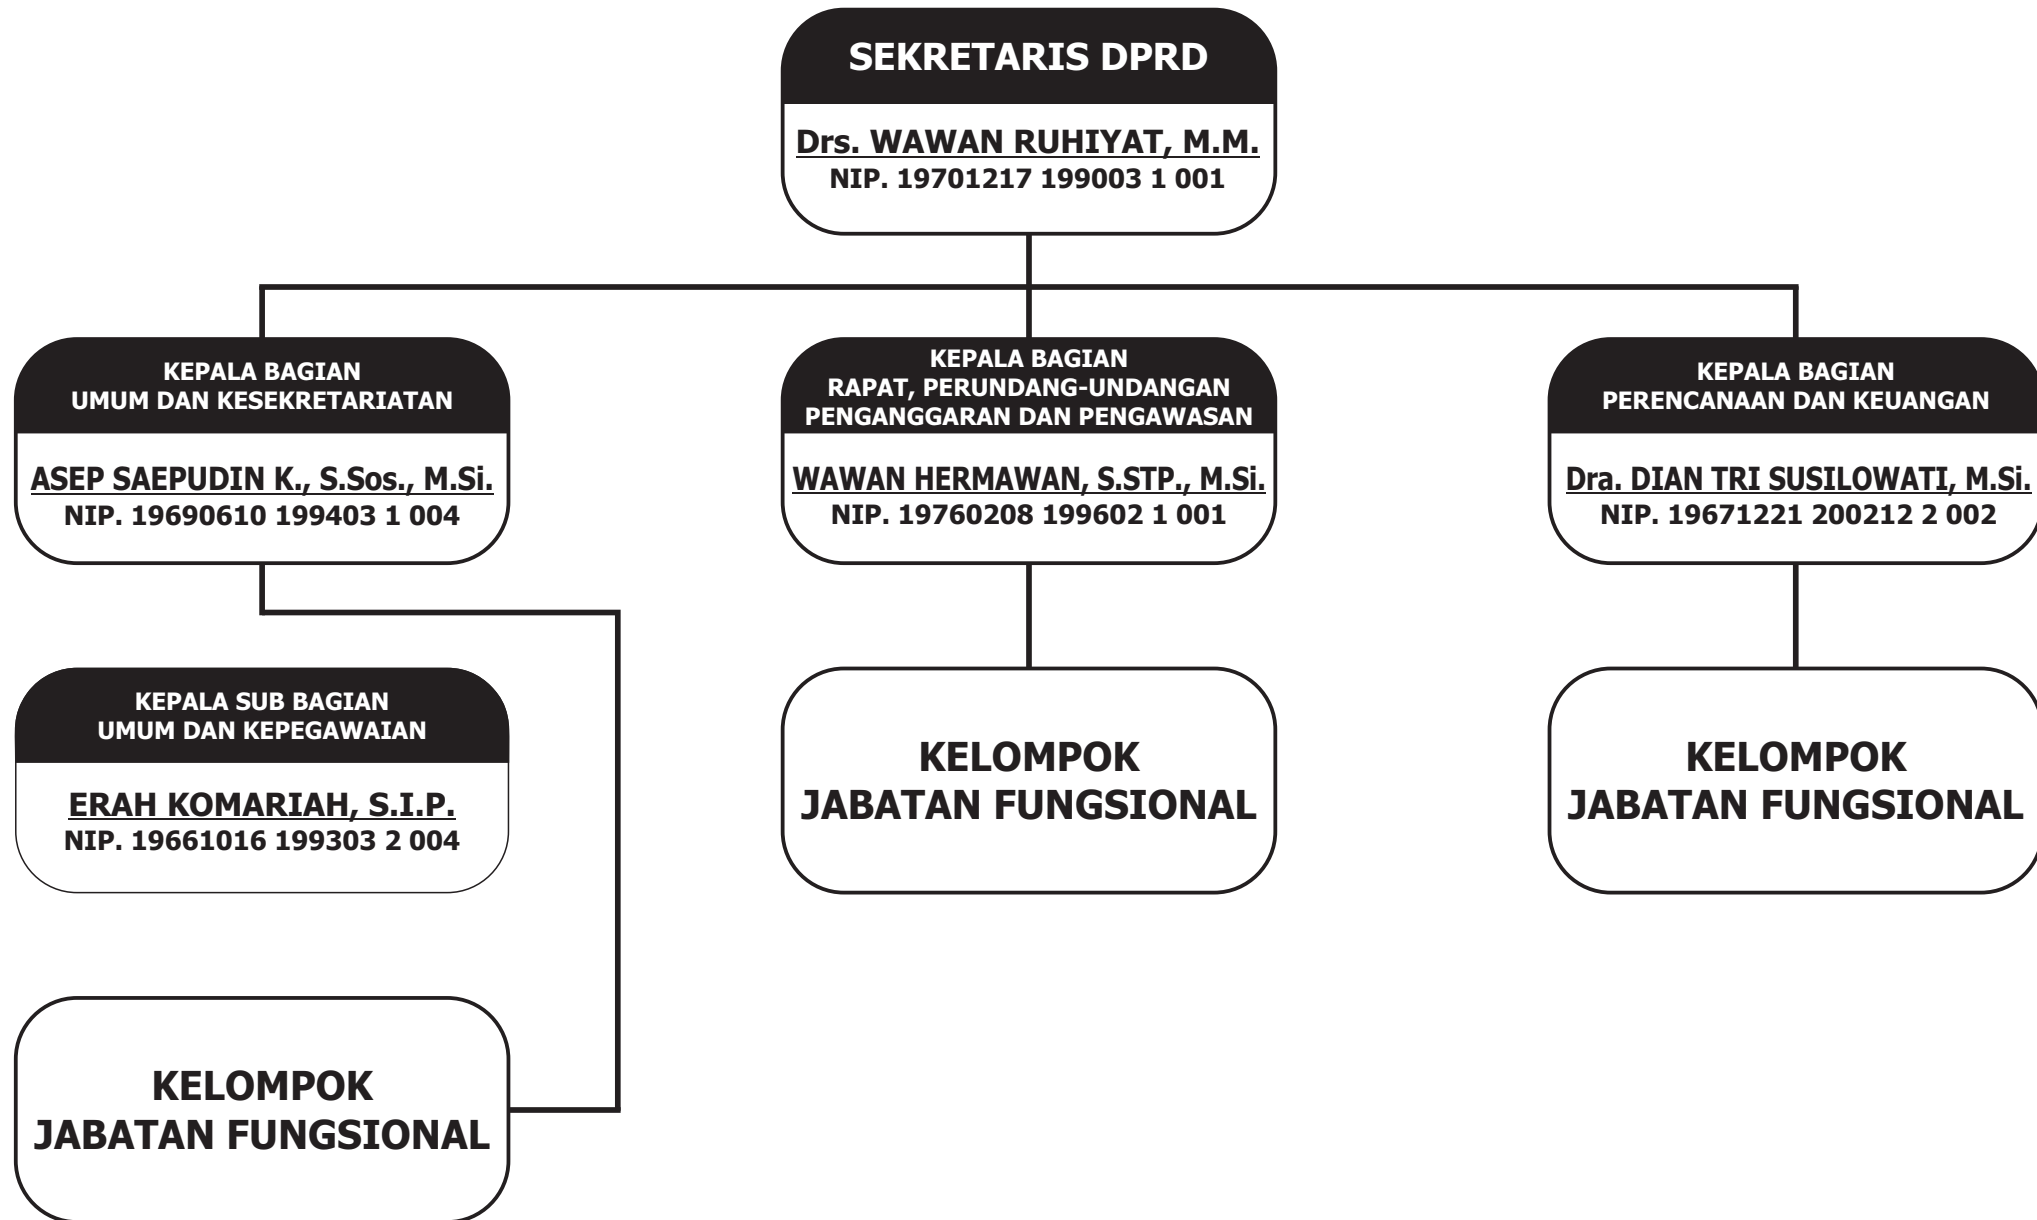 SEKRETARIS DPRD
Drs. WAWAN RUHIYAT, M.M.
NIP. 19701217 199003 1 001
KEPALA BAGIAN
UMUM DAN KESEKRETARIATAN
ASEP SAEPUDIN K., S.Sos., M.Si.
NIP. 19690610 199403 1 004
KEPALA BAGIAN
RAPAT, PERUNDANG-UNDANGAN
PENGANGGARAN DAN PENGAWASAN
WAWAN HERMAWAN, S.STP., M.Si.
NIP. 19760208 199602 1 001
KEPALA BAGIAN
PERENCANAAN DAN KEUANGAN
Dra. DIAN TRI SUSILOWATI, M.Si.
NIP. 19671221 200212 2 002
KEPALA SUB BAGIAN
UMUM DAN KEPEGAWAIAN
ERAH KOMARIAH, S.I.P.
NIP. 19661016 199303 2 004
KELOMPOK
JABATAN FUNGSIONAL
KELOMPOK
JABATAN FUNGSIONAL
KELOMPOK
JABATAN FUNGSIONAL